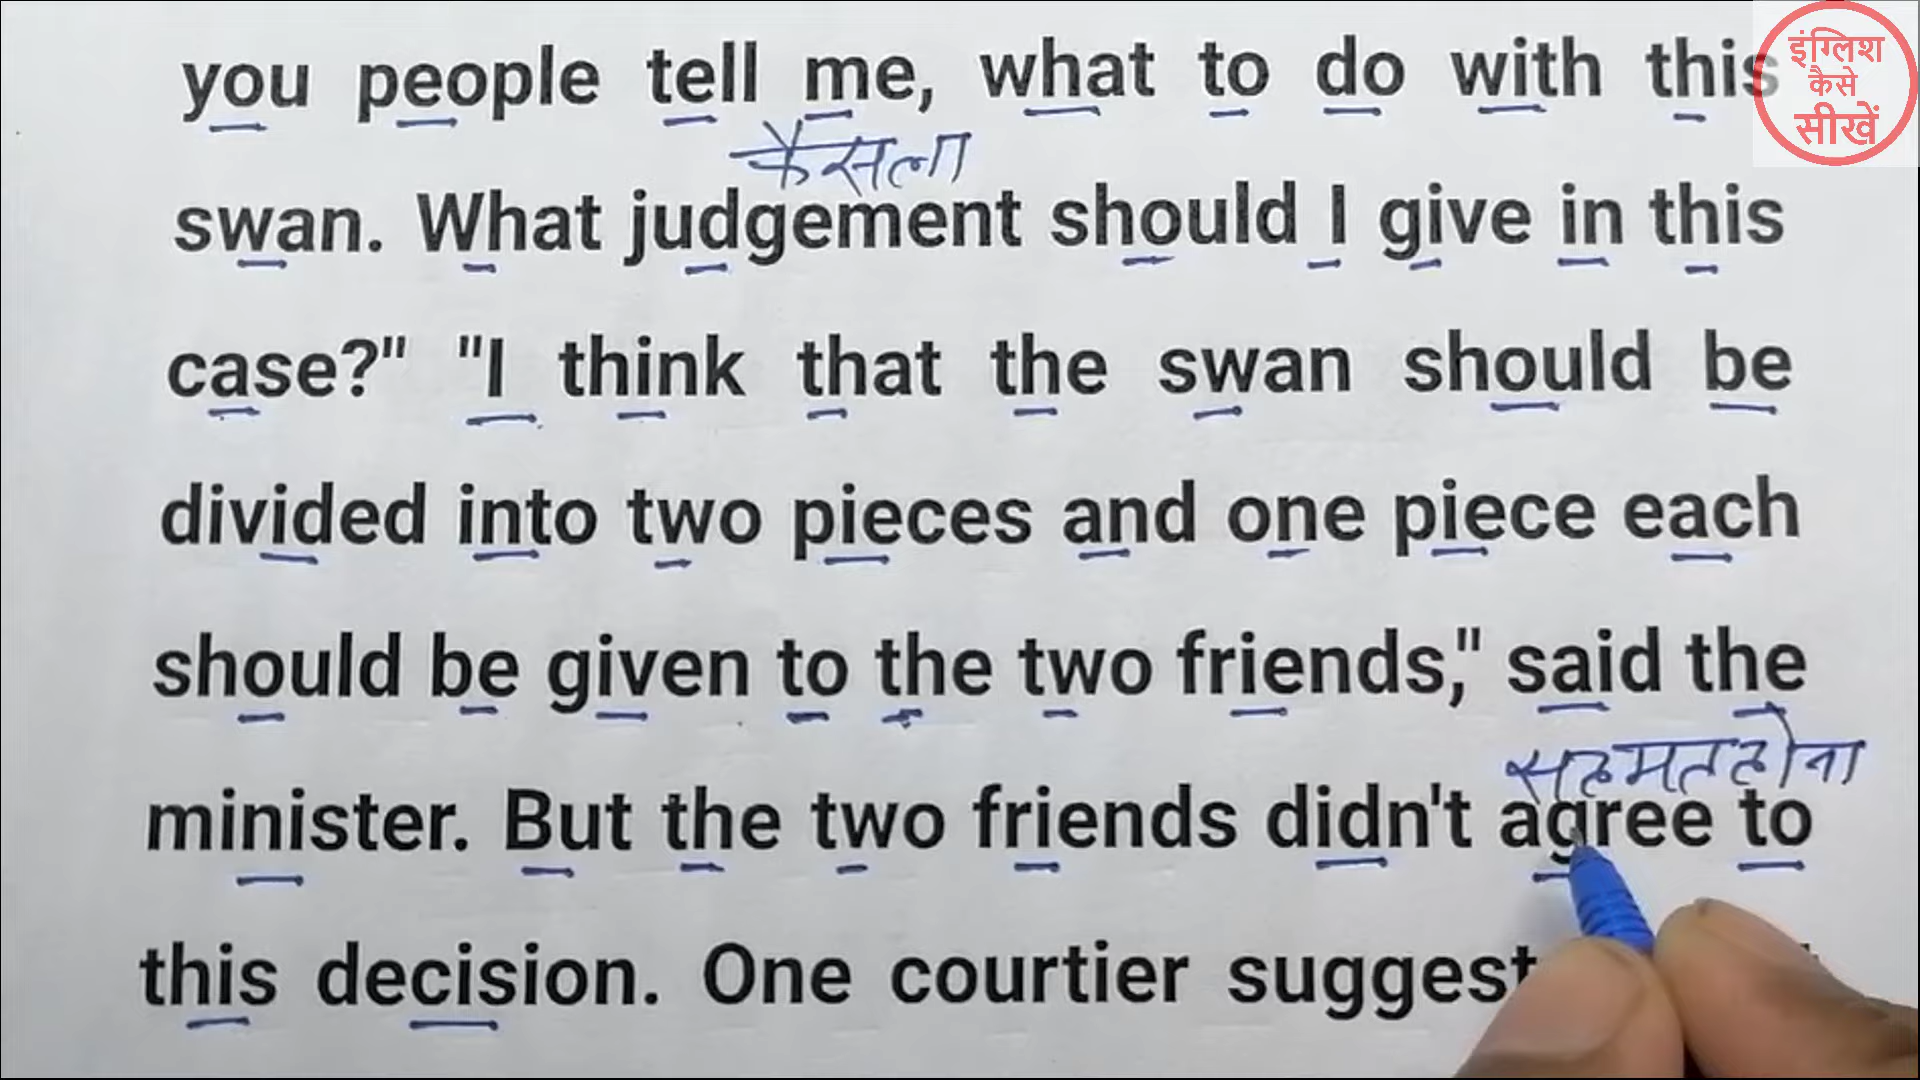 you people tell me, what to do with this
फैसला
swan. What judgement should I give in this
case?" "I think that the swan should be
divided into two pieces and one piece each
should be given to the two friends," said the
सहमत होना
minister. But the two friends didn't agree to
this decision. One courtier suggest
इंग्लिश
कैसे
सीखें